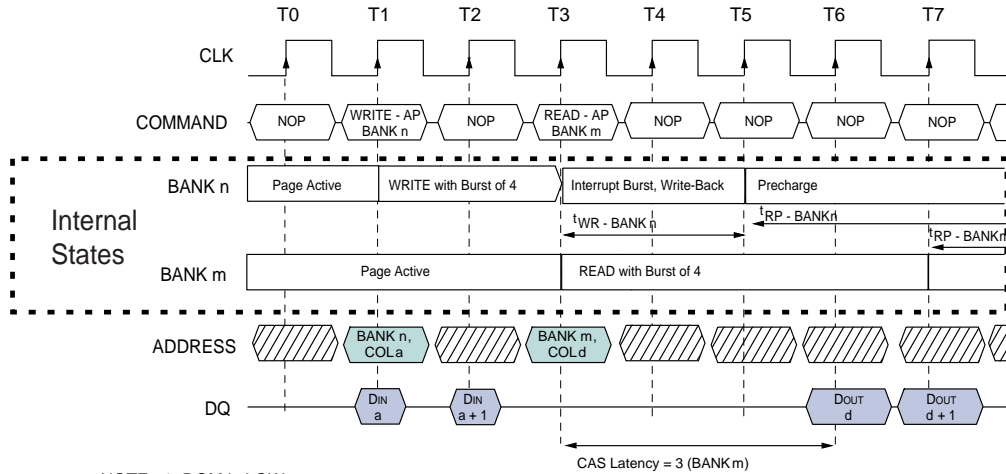 T0 T1 T2 T3 T4 T5 T6 T7
CLK
COMMAND NOP WRITE - AP BANK n NOP READ - AP BANK m NOP NOP NOP NOP
BANK n Page Active WRITE with Burst of 4 Interrupt Burst, Write-Back Precharge
Internal States
tWR - BANK n tRP - BANK n
tRP - BANK
BANK m Page Active READ with Burst of 4
ADDRESS BANK n, COL a BANK m, COL d
DQ DIN a DIN a + 1 DOUT d DOUT d + 1
CAS Latency = 3 (BANK m)